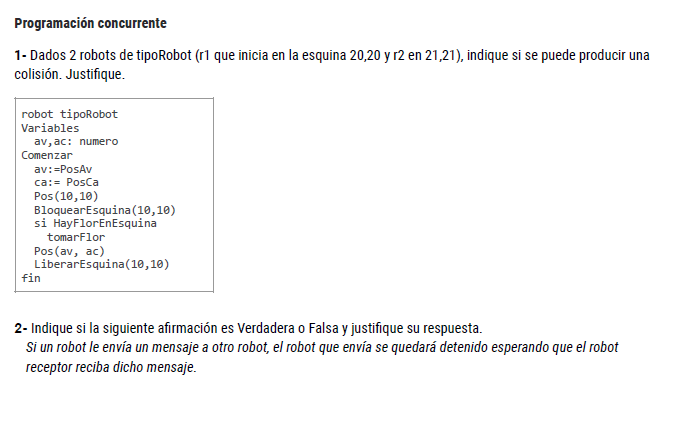 Programación concurrente
1- Dados 2 robots de tipoRobot (r1 que inicia en la esquina 20,20 y r2 en 21,21), indique si se puede producir una
colisión. Justifique.
robot tipoRobot
Variables
av,ac: numero
Comenzar
av:=PosAv
ca:= PosCa
Pos(10,10)
BloquearEsquina(10,10)
si HayFlorEnEsquina
tomarFlor
Pos(av, ac)
LiberarEsquina(10,10)
fin
2- Indique si la siguiente afirmación es Verdadera o Falsa y justifique su respuesta.
Si un robot le envía un mensaje a otro robot, el robot que envía se quedará detenido esperando que el robot
receptor reciba dicho mensaje.